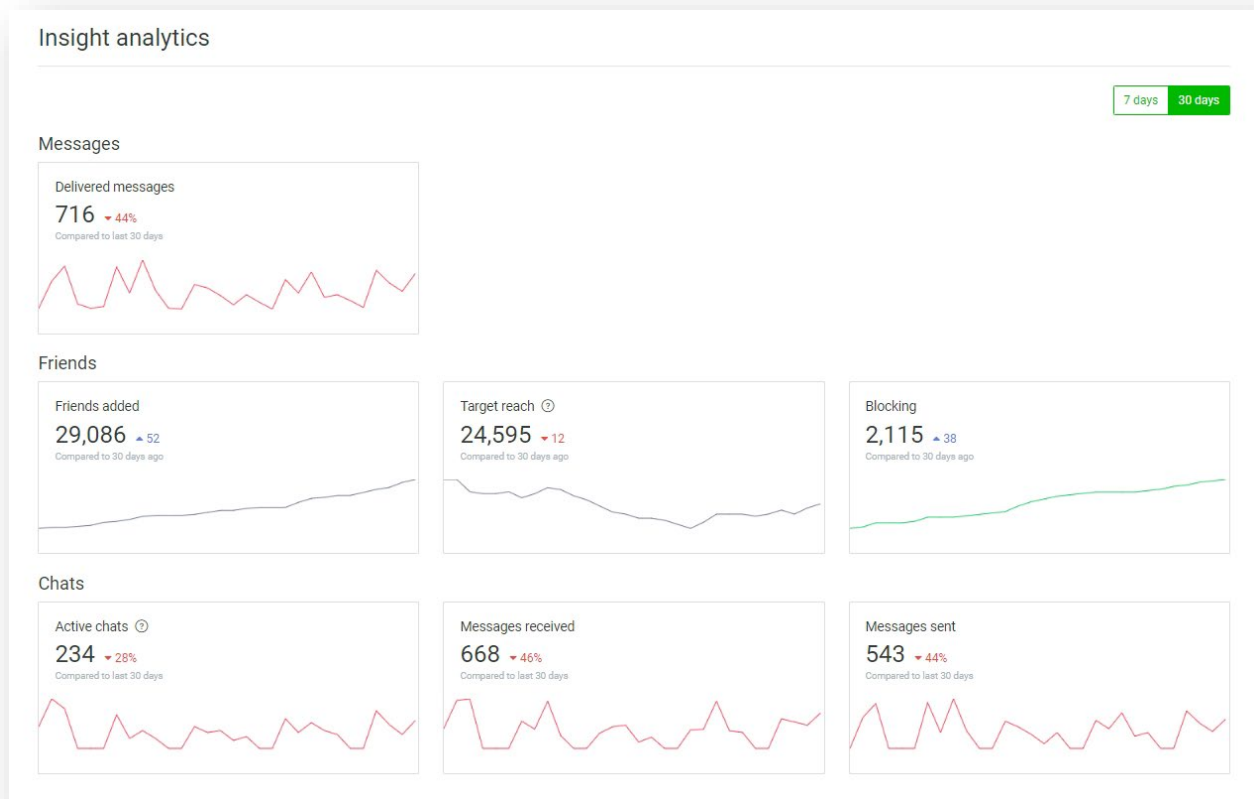 Insight analytics
7 days 30 days
Messages
Delivered messages
716 44%
Compared to last 30 days
Friends
Friends added
29,086 52
Compared to 30 days ago
Target reach ?
24,595 12
Compared to 30 days ago
Blocking
2,115 38
Compared to 30 days ago
Chats
Active chats ?
234 28%
Compared to last 30 days
Messages received
668 46%
Compared to last 30 days
Messages sent
543 44%
Compared to last 30 days